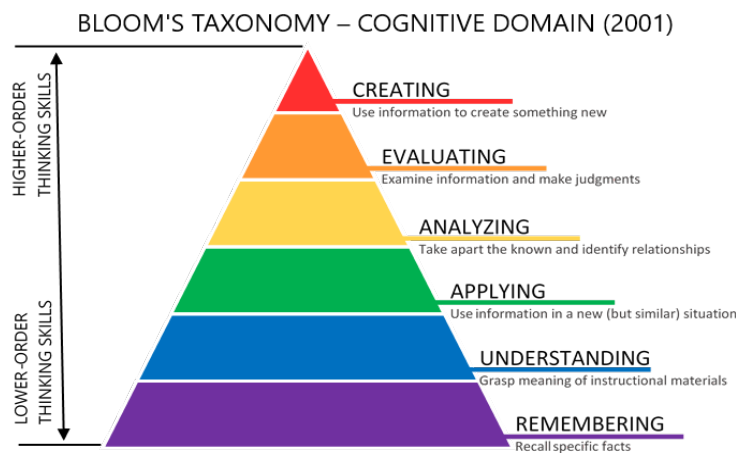 BLOOM'S TAXONOMY – COGNITIVE DOMAIN (2001)
HIGHER-ORDER
THINKING SKILLS
LOWER-ORDER
THINKING SKILLS
CREATING
Use information to create something new
EVALUATING
Examine information and make judgments
ANALYZING
Take apart the known and identify relationships
APPLYING
Use information in a new (but similar) situation
UNDERSTANDING
Grasp meaning of instructional materials
REMEMBERING
Recall specific facts